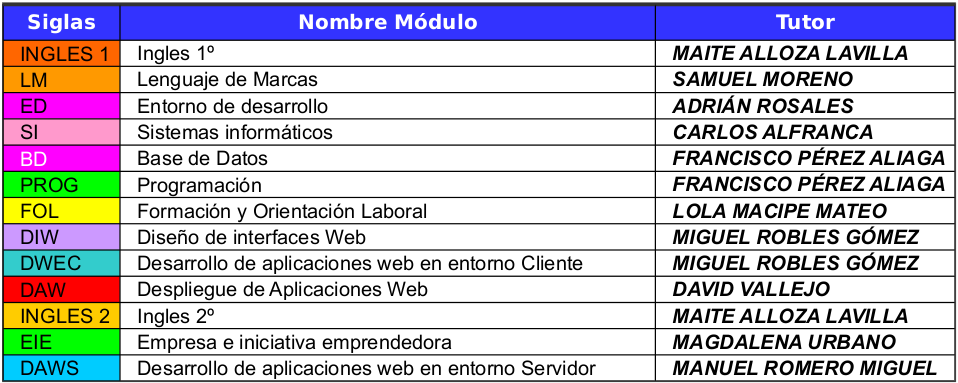 Siglas Nombre Módulo Tutor
INGLES 1 Ingles 1º MAITE ALLOZA LAVILLA
LM Lenguaje de Marcas SAMUEL MORENO
ED Entorno de desarrollo ADRIÁN ROSALES
SI Sistemas informáticos CARLOS ALFRANCA
BD Base de Datos FRANCISCO PÉREZ ALIAGA
PROG Programación FRANCISCO PÉREZ ALIAGA
FOL Formación y Orientación Laboral LOLA MACIPE MATEO
DIW Diseño de interfaces Web MIGUEL ROBLES GÓMEZ
DWEC Desarrollo de aplicaciones web en entorno Cliente MIGUEL ROBLES GÓMEZ
DAW Despliegue de Aplicaciones Web DAVID VALLEJO
INGLES 2 Ingles 2º MAITE ALLOZA LAVILLA
EIE Empresa e iniciativa emprendedora MAGDALENA URBANO
DAWS Desarrollo de aplicaciones web en entorno Servidor MANUEL ROMERO MIGUEL